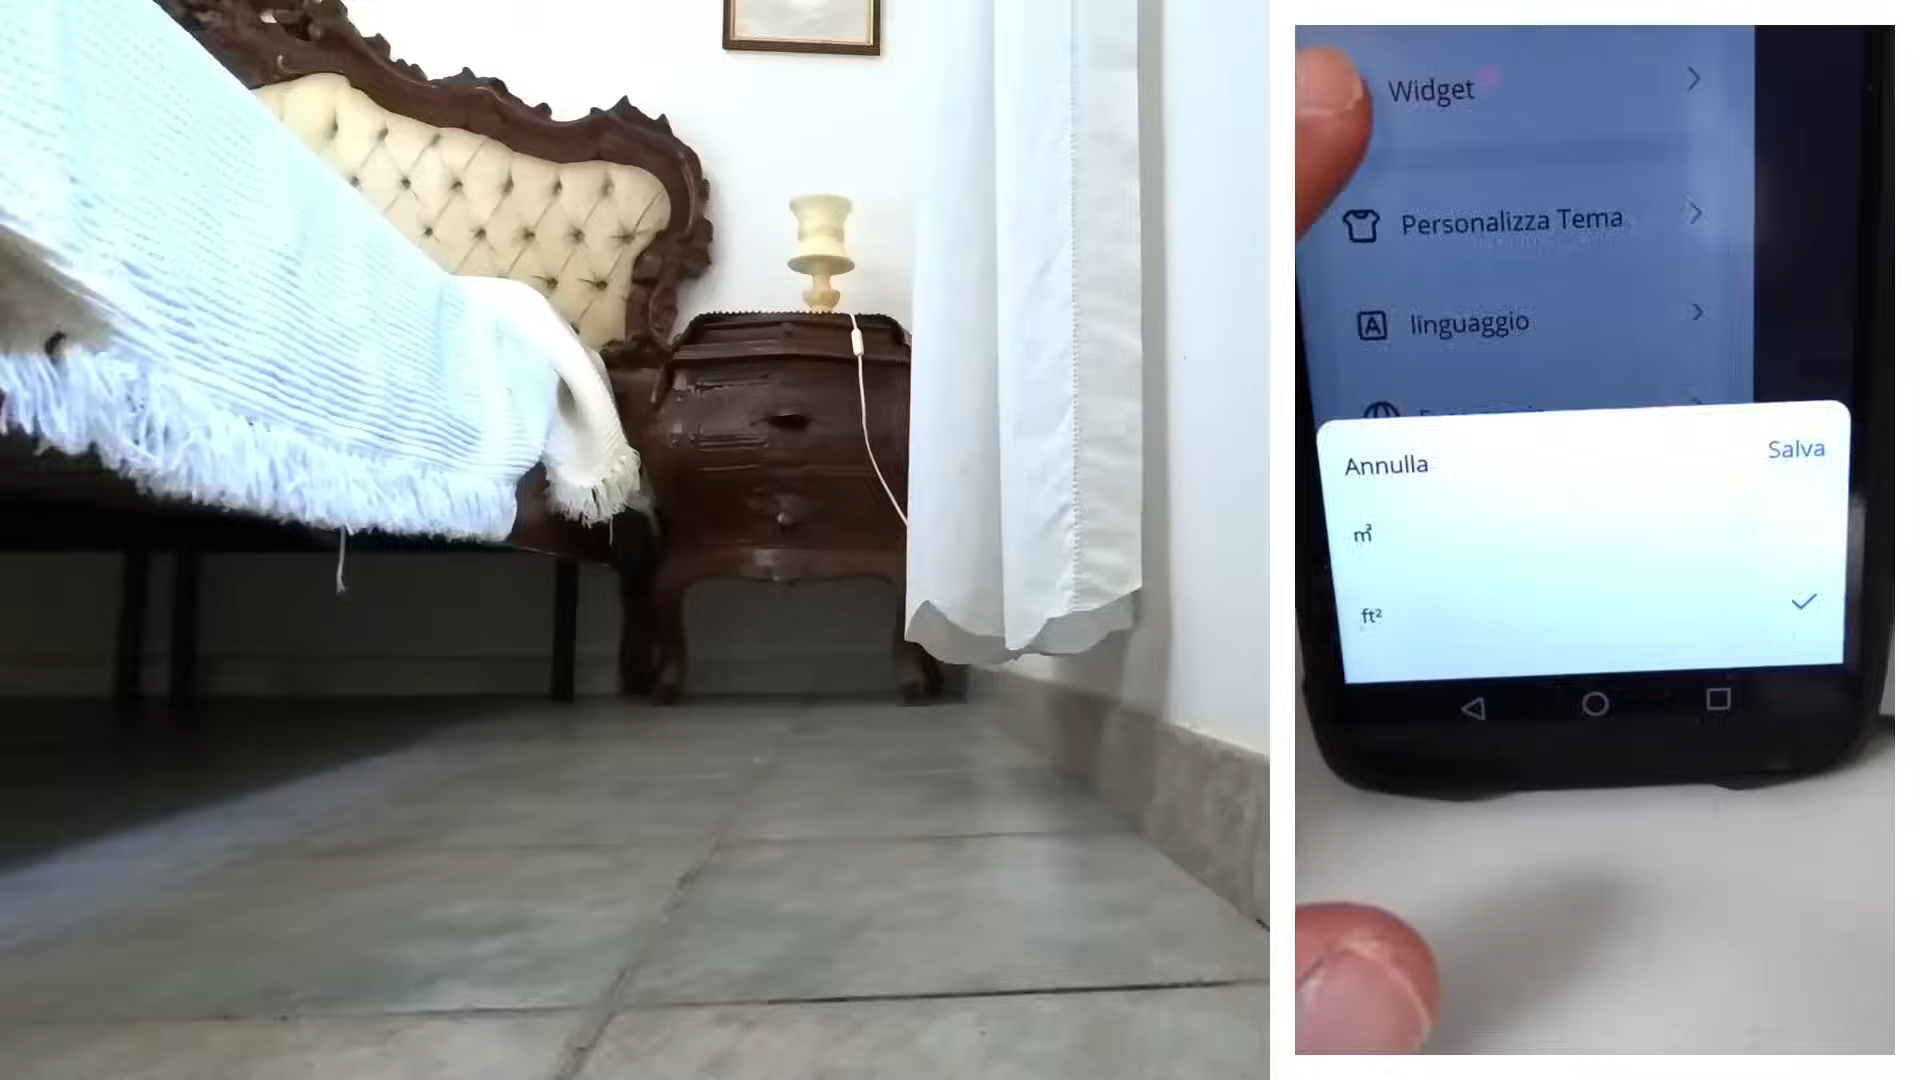 Widget
Personalizza Tema
linguaggio
Annulla
Salva
m²
ft²